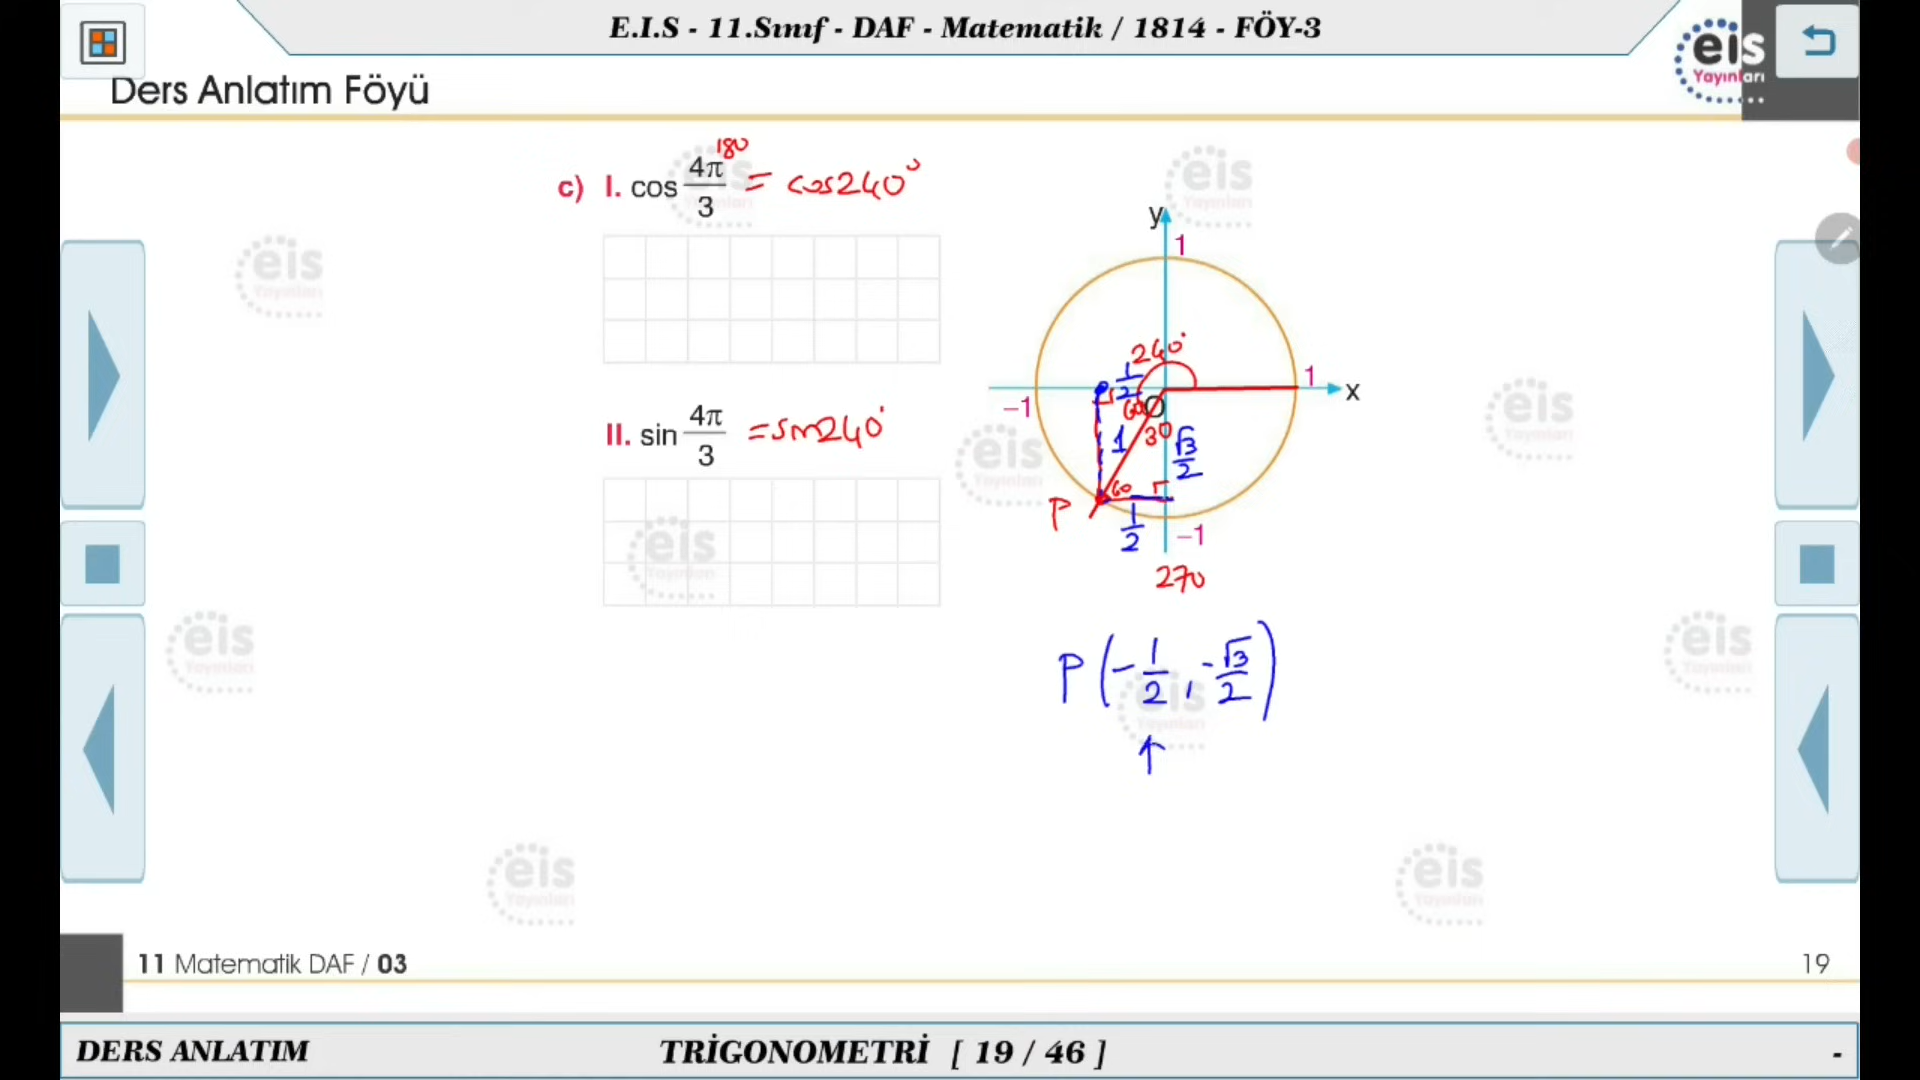 E.I.S - 11.Sınıf - DAF - Matematik / 1814 - FÖY-3
eis
Yayınları
Ders Anlatım Föyü
c) I. cos 4π/3 = cos240°
180
II. sin 4π/3 = sin240°
y
1
240°
1/2
-1
60
O
1
x
1
30
√3/2
60
P
1/2
-1
270
P(-1/2, -√3/2)
↑
11 Matematik DAF / 03
19
DERS ANLATIM
TRİGONOMETRİ [ 19 / 46 ]
-